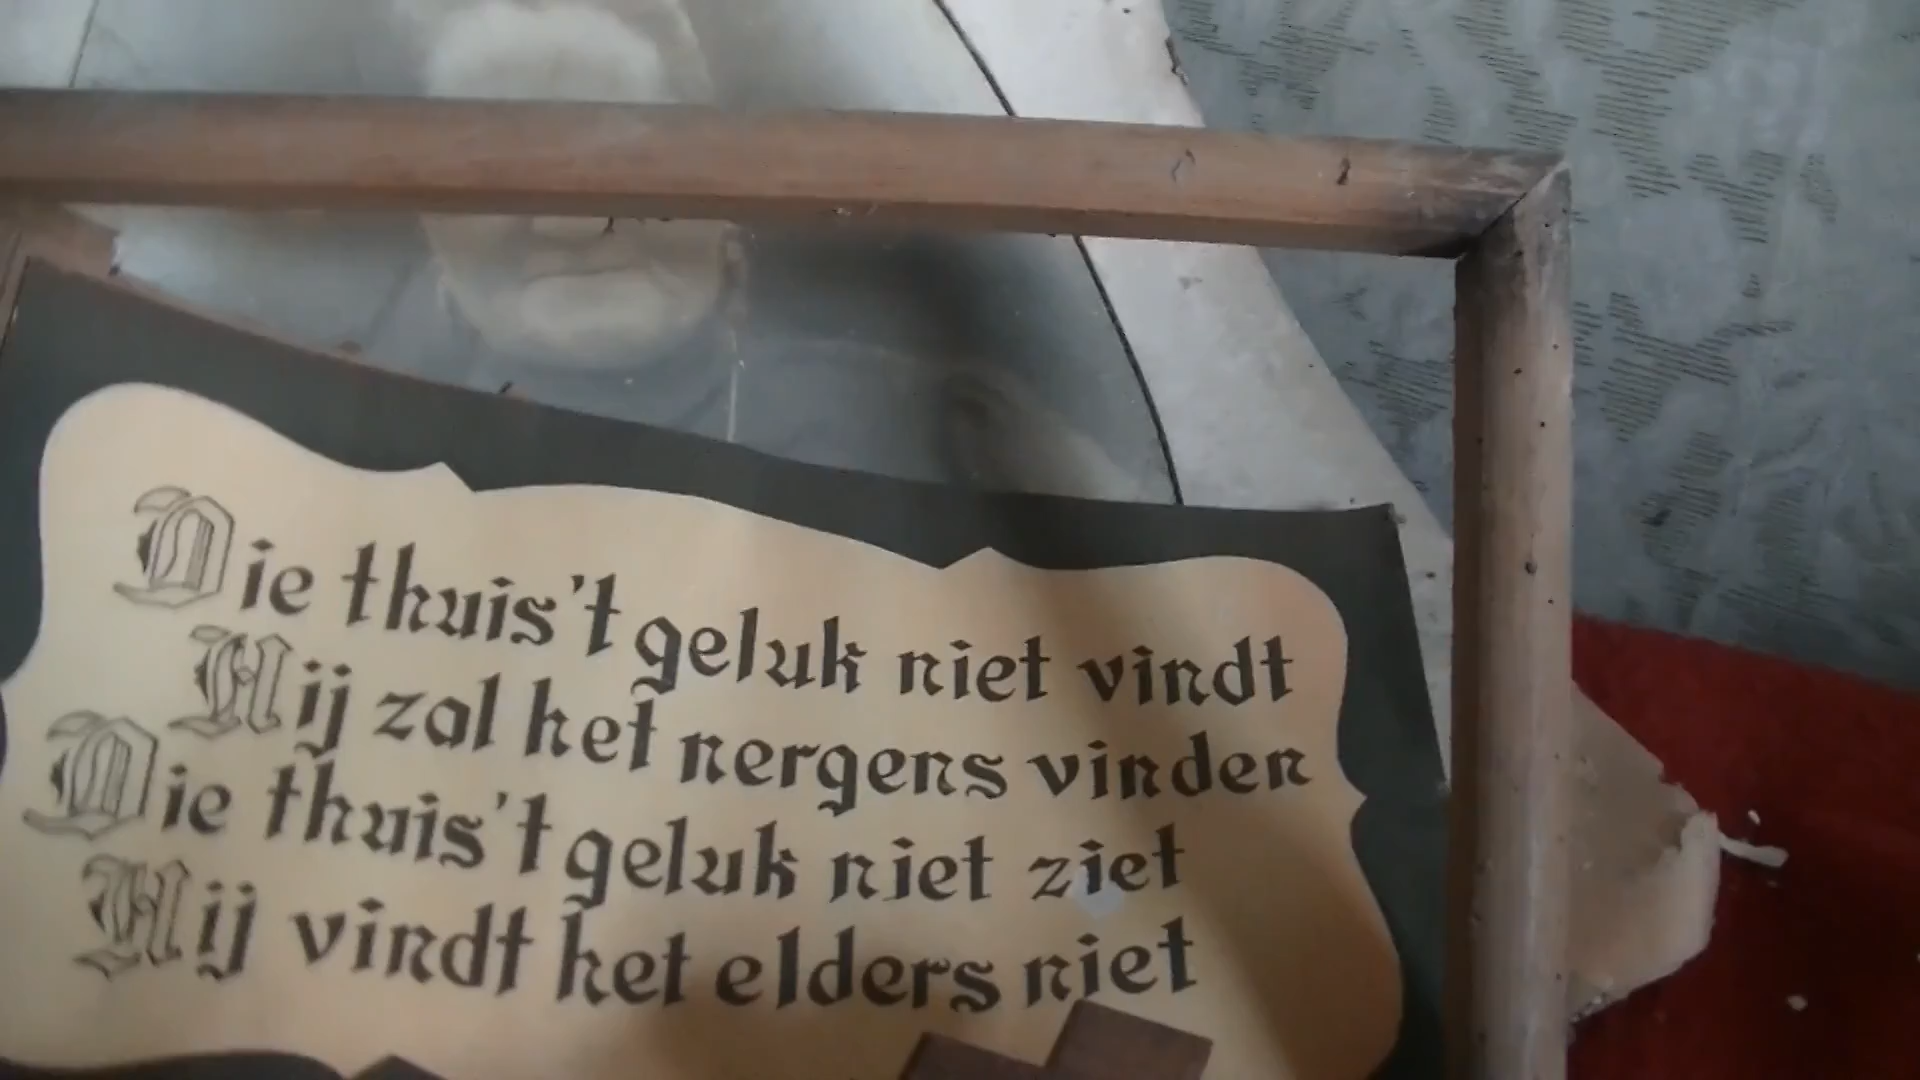 Die thuis 't geluk niet vindt
Hij zal het nergens vinden
Die thuis 't geluk niet ziet
Hij vindt het elders niet